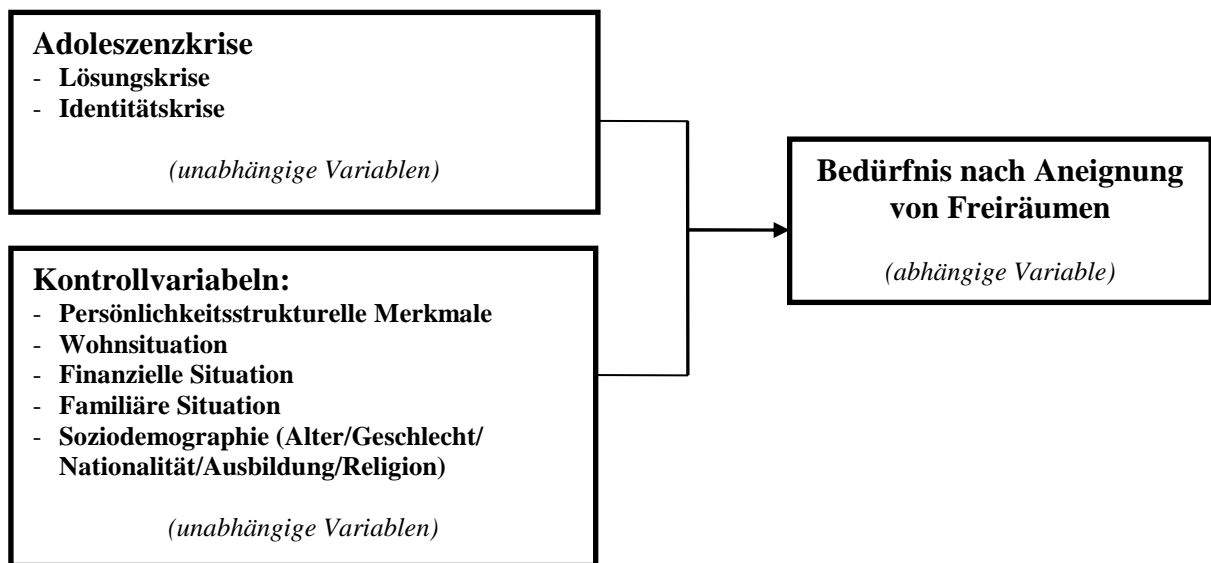 Adoleszenzkrise
- Lösungskrise
- Identitätskrise
(unabhängige Variablen)
Kontrollvariabeln:
- Persönlichkeitsstrukturelle Merkmale
- Wohnsituation
- Finanzielle Situation
- Familiäre Situation
- Soziodemographie (Alter/Geschlecht/
Nationalität/Ausbildung/Religion)
(unabhängige Variablen)
Bedürfnis nach Aneignung
von Freiräumen
(abhängige Variable)